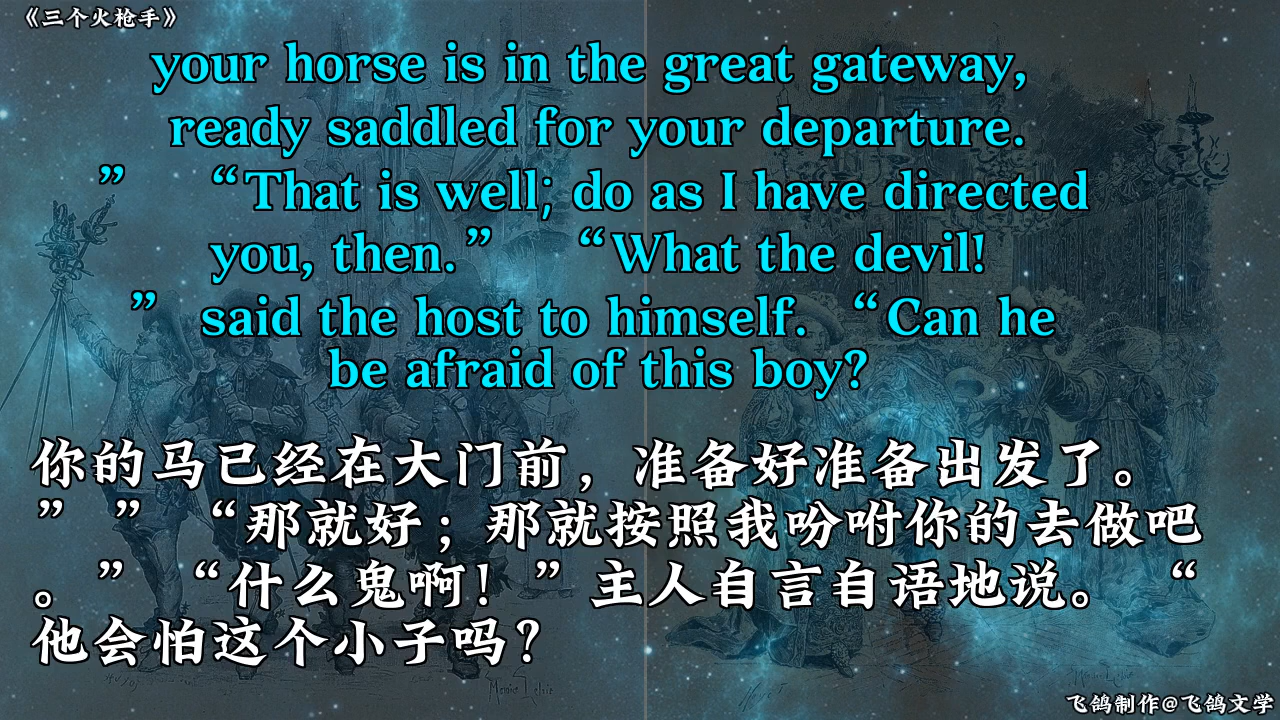 《三个火枪手》
your horse is in the great gateway,
ready saddled for your departure.
” “That is well; do as I have directed
you, then.” “What the devil!
” said the host to himself. “Can he
be afraid of this boy?
你的马已经在大门前，准备好准备出发了。
” ” “那就好；那就按照我吩咐你的去做吧
。” “什么鬼啊！”主人自言自语地说。 “
他会怕这个小子吗？
飞鸽制作@飞鸽文学